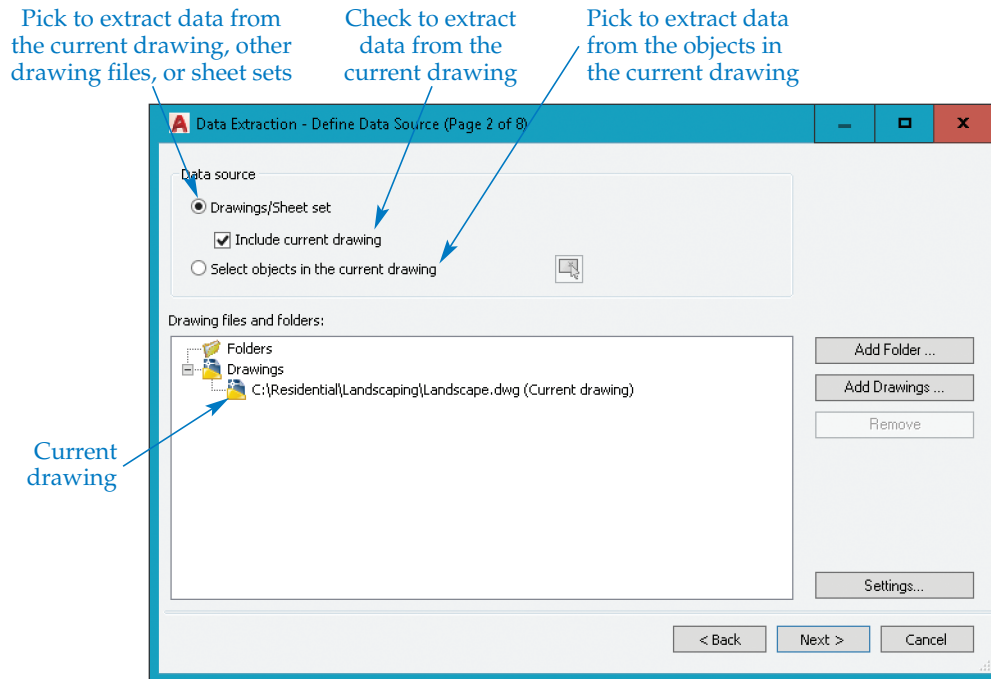 Pick to extract data from
the current drawing, other
drawing files, or sheet sets
Check to extract
data from the
current drawing
Pick to extract data
from the objects in
the current drawing
Data Extraction - Define Data Source (Page 2 of 8)
Data source
Drawings/Sheet set
Include current drawing
Select objects in the current drawing
Drawing files and folders:
Folders
Drawings
C:\Residential\Landscaping\Landscape.dwg (Current drawing)
Add Folder ...
Add Drawings ...
Remove
Current
drawing
Settings...
< Back
Next >
Cancel